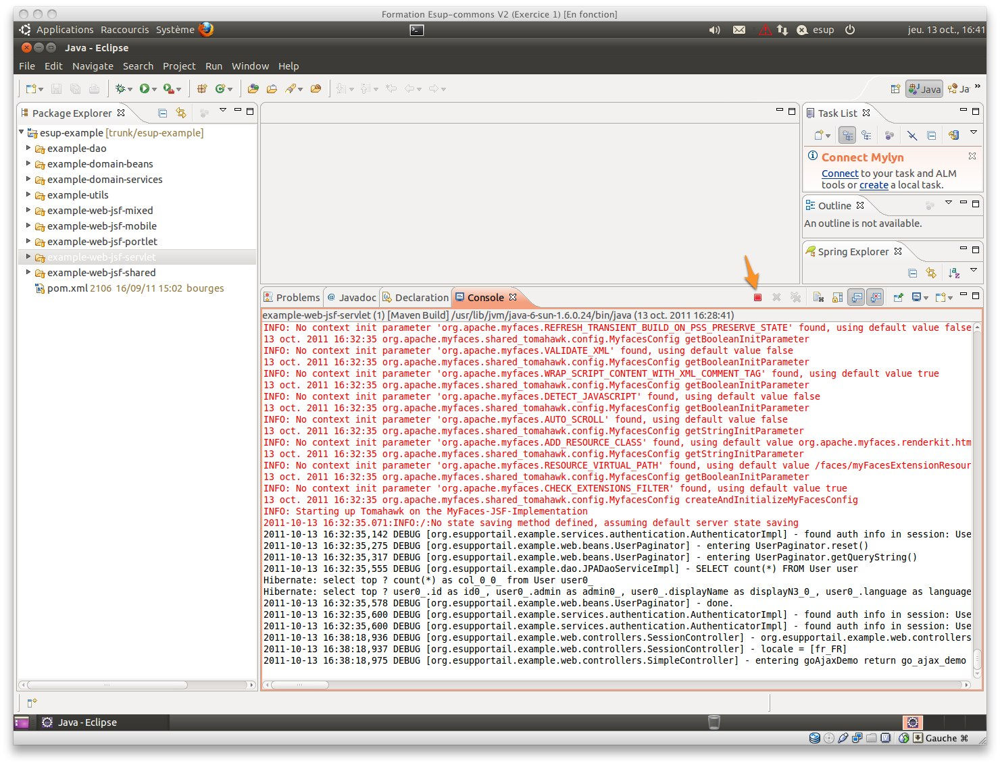 Formation Esup-commons V2 (Exercice 1) [En fonction]
Applications Raccourcis Système
esup
jeu. 13 oct., 16:41
Java - Eclipse
File Edit Navigate Search Project Run Window Help
Java
Ja
»
Package Explorer
esup-example [trunk/esup-example]
example-dao
example-domain-beans
example-domain-services
example-utils
example-web-jsf-mixed
example-web-jsf-mobile
example-web-jsf-portlet
example-web-jsf-servlet
example-web-jsf-shared
pom.xml 2106 16/09/11 15:02 bourges
Task List
Connect Mylyn
Connect to your task and ALM
tools or create a local task.
Outline
An outline is not available.
Spring Explorer
Problems @ Javadoc Declaration Console
example-web-jsf-servlet (1) [Maven Build] /usr/lib/jvm/java-6-sun-1.6.0.24/bin/java (13 oct. 2011 16:28:41)
INFO: No context init parameter 'org.apache.myfaces.REFRESH_TRANSIENT_BUILD_ON_PSS_PRESERVE_STATE' found, using default value false
13 oct. 2011 16:32:35 org.apache.myfaces.shared_tomahawk.config.MyfacesConfig getBooleanInitParameter
INFO: No context init parameter 'org.apache.myfaces.VALIDATE_XML' found, using default value false
13 oct. 2011 16:32:35 org.apache.myfaces.shared_tomahawk.config.MyfacesConfig getBooleanInitParameter
INFO: No context init parameter 'org.apache.myfaces.WRAP_SCRIPT_CONTENT_WITH_XML_COMMENT_TAG' found, using default value true
13 oct. 2011 16:32:35 org.apache.myfaces.shared_tomahawk.config.MyfacesConfig getBooleanInitParameter
INFO: No context init parameter 'org.apache.myfaces.DETECT_JAVASCRIPT' found, using default value false
13 oct. 2011 16:32:35 org.apache.myfaces.shared_tomahawk.config.MyfacesConfig getBooleanInitParameter
INFO: No context init parameter 'org.apache.myfaces.AUTO_SCROLL' found, using default value false
13 oct. 2011 16:32:35 org.apache.myfaces.shared_tomahawk.config.MyfacesConfig getStringInitParameter
INFO: No context init parameter 'org.apache.myfaces.ADD_RESOURCE_CLASS' found, using default value org.apache.myfaces.renderkit.htm
13 oct. 2011 16:32:35 org.apache.myfaces.shared_tomahawk.config.MyfacesConfig getStringInitParameter
INFO: No context init parameter 'org.apache.myfaces.RESOURCE_VIRTUAL_PATH' found, using default value /faces/myFacesExtensionResour
13 oct. 2011 16:32:35 org.apache.myfaces.shared_tomahawk.config.MyfacesConfig getBooleanInitParameter
INFO: No context init parameter 'org.apache.myfaces.CHECK_EXTENSIONS_FILTER' found, using default value true
13 oct. 2011 16:32:35 org.apache.myfaces.shared_tomahawk.config.MyfacesConfig createAndInitializeMyFacesConfig
INFO: Starting up Tomahawk on the MyFaces-JSF-Implementation
2011-10-13 16:32:35.071:INFO:/:No state saving method defined, assuming default server state saving
2011-10-13 16:32:35,142 DEBUG [org.esupportail.example.services.authentication.AuthenticatorImpl] - found auth info in session: Use
2011-10-13 16:32:35,275 DEBUG [org.esupportail.example.web.beans.UserPaginator] - entering UserPaginator.reset()
2011-10-13 16:32:35,317 DEBUG [org.esupportail.example.web.beans.UserPaginator] - entering UserPaginator.getQueryString()
2011-10-13 16:32:35,555 DEBUG [org.esupportail.example.dao.JPADaoServiceImpl] - SELECT count(*) FROM User user
Hibernate: select top ? count(*) as col_0_0_ from User user0_
Hibernate: select top ? user0_.id as id0_, user0_.admin as admin0_, user0_.displayName as displayN3_0_, user0_.language as language
2011-10-13 16:32:35,578 DEBUG [org.esupportail.example.web.beans.UserPaginator] - done.
2011-10-13 16:32:35,600 DEBUG [org.esupportail.example.services.authentication.AuthenticatorImpl] - found auth info in session: Use
2011-10-13 16:32:35,600 DEBUG [org.esupportail.example.services.authentication.AuthenticatorImpl] - found auth info in session: Use
2011-10-13 16:38:18,936 DEBUG [org.esupportail.example.web.controllers.SessionController] - org.esupportail.example.web.controllers
2011-10-13 16:38:18,937 DEBUG [org.esupportail.example.web.controllers.SessionController] - locale = [fr_FR]
2011-10-13 16:38:18,975 DEBUG [org.esupportail.example.web.controllers.SimpleController] - entering goAjaxDemo return go_ajax_demo
Java - Eclipse
Gauche ⌘